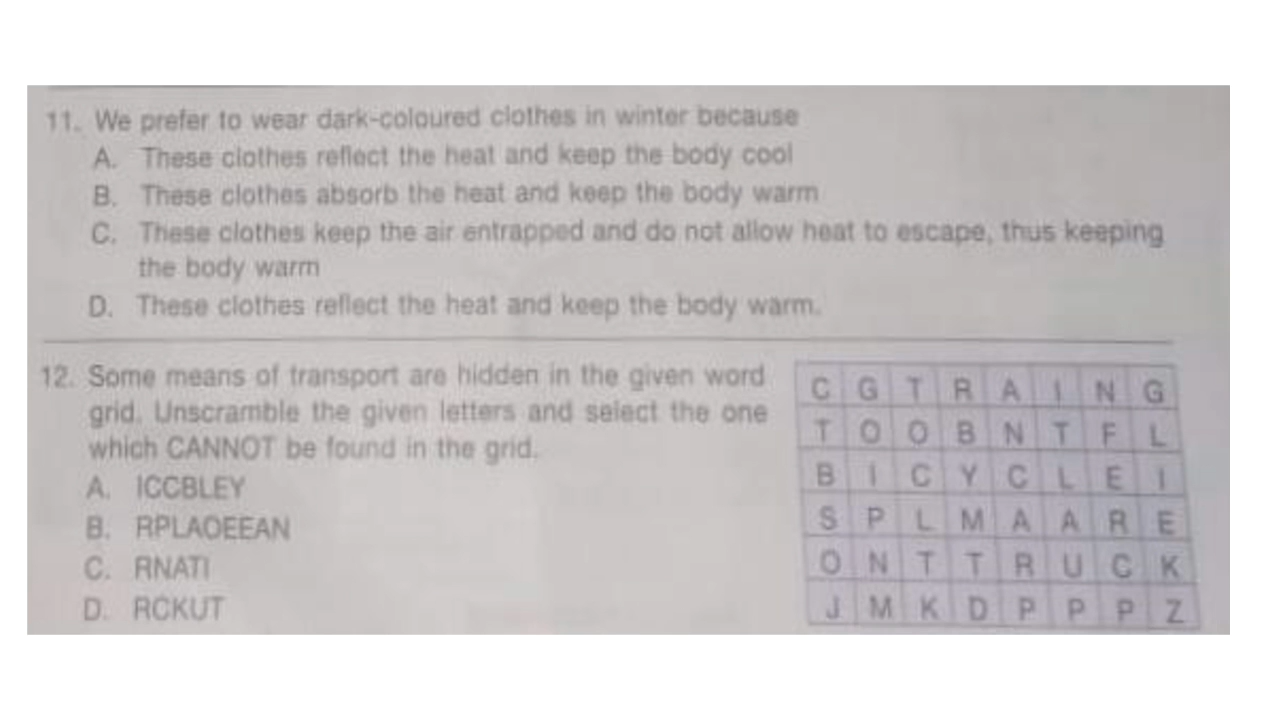 11. We prefer to wear dark-coloured clothes in winter because
A. These clothes reflect the heat and keep the body cool
B. These clothes absorb the heat and keep the body warm
C. These clothes keep the air entrapped and do not allow heat to escape, thus keeping
the body warm
D. These clothes reflect the heat and keep the body warm.
12. Some means of transport are hidden in the given word
grid. Unscramble the given letters and select the one
which CANNOT be found in the grid.
A. ICCBLEY
B. RPLAOEEAN
C. RNATI
D. RCKUT
C G T R A I N G
T O O B N T F L
B I C Y C L E I
S P L M A A R E
O N T T R U C K
J M K D P P P Z